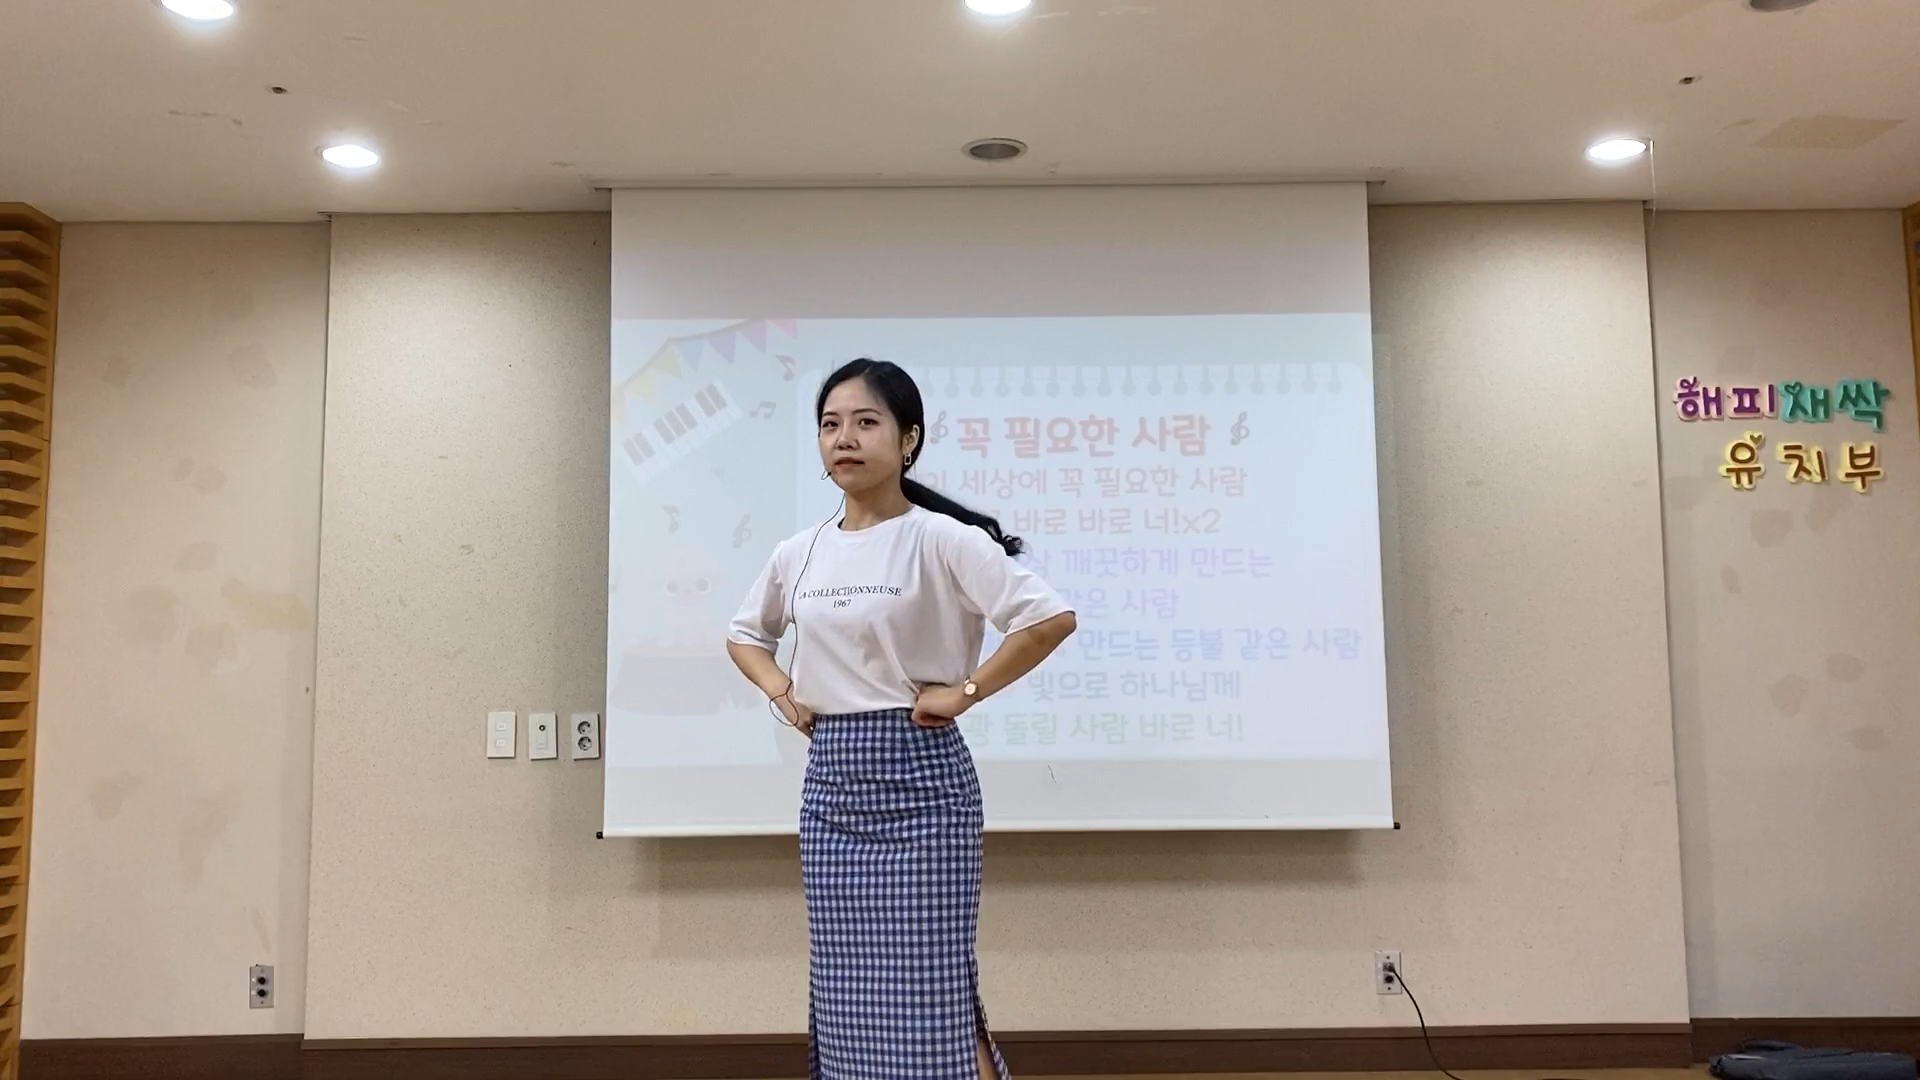 꼭 필요한 사람
세상에 꼭 필요한 사람
바로 바로 너!x2
깨끗하게 만드는
같은 사람
만드는 등불 같은 사람
빛으로 하나님께
돌릴 사람 바로 너!
해피새싹
유치부
COLLECTIONNEUSE
1967